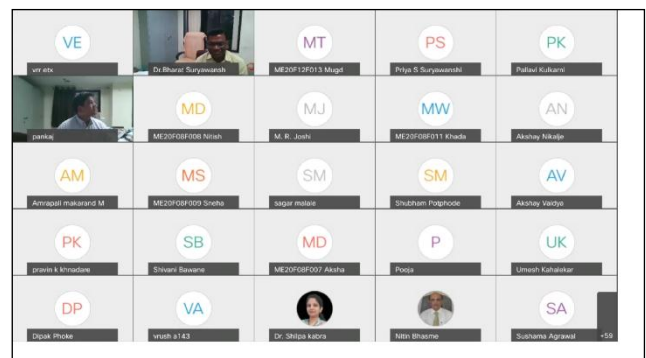 VE
MT
PS
PK
vrr etx
Dr.Bharat Suryawansh
ME20F12F013 Mugd
Priya S Suryawanshi
Pallavi Kulkarni
MD
MJ
MW
AN
pankaj
ME20F08F008 Nitish
M. R. Joshi
ME20F08F011 Khada
Akshay Nikalje
AM
MS
SM
SM
AV
Amrapali makarand M
ME20F08F009 Sneha
sagar malale
Shubham Potphode
Akshay Vaidya
PK
SB
MD
P
UK
pravin k khnadare
Shivani Bawane
ME20F08F007 Aksha
Pooja
Umesh Kahalekar
DP
VA
SA
Dipak Phoke
vrush a143
Dr. Shilpa kabra
Nitin Bhasme
Sushama Agrawal
+59